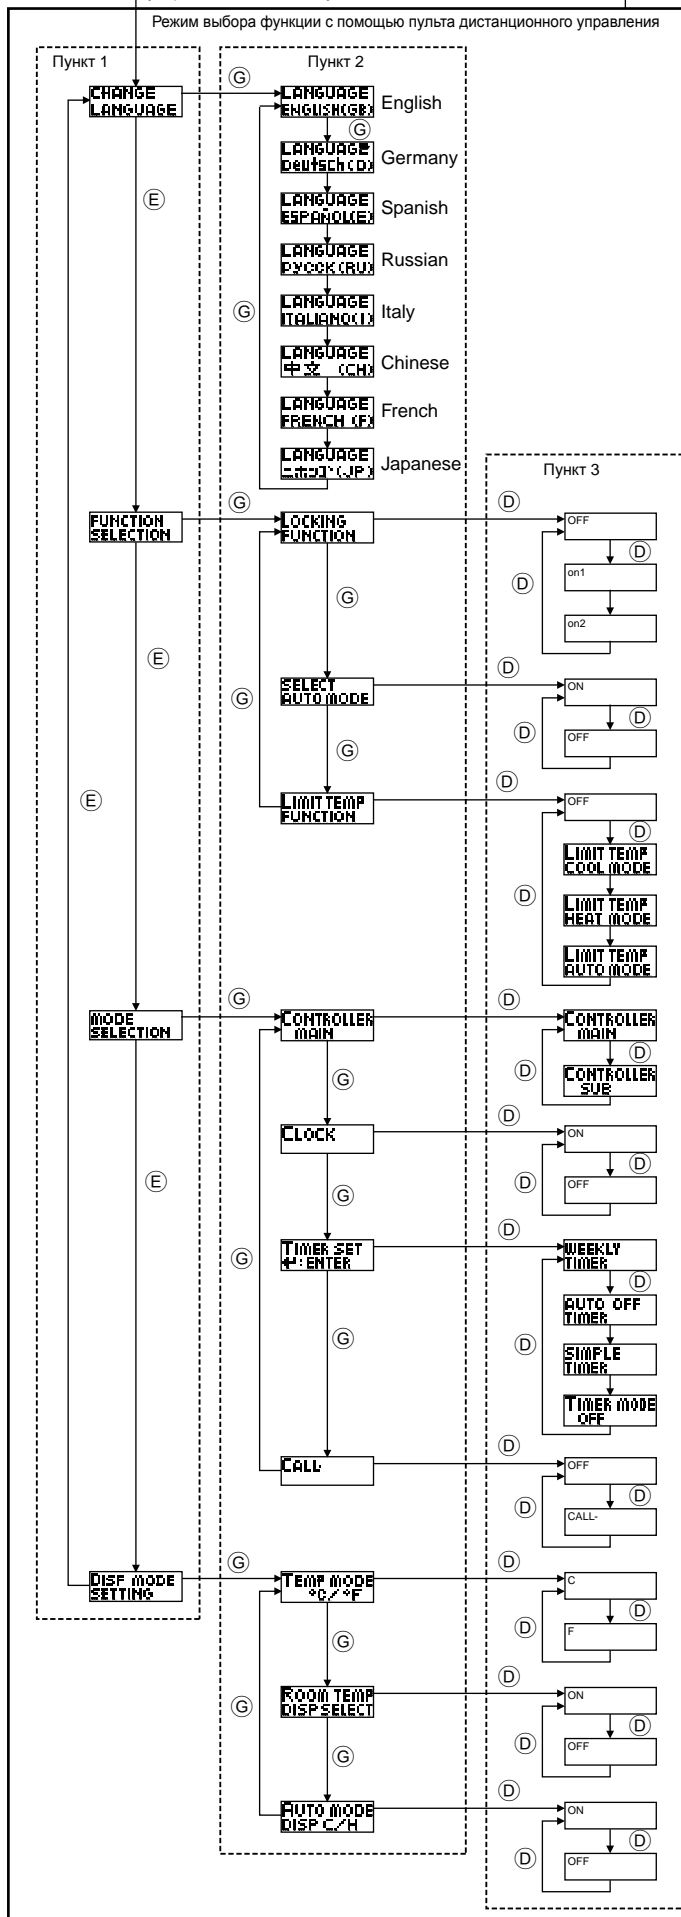 Режим выбора функции с помощью пульта дистанционного управления
Пункт 1
Пункт 2
CHANGE
LANGUAGE
G
LANGUAGE
ENGLISH(GB)
English
G
LANGUAGE
Deutsch(D)
Germany
E
LANGUAGE
ESPAÑOL(E)
Spanish
LANGUAGE
РУССК(RU)
Russian
G
LANGUAGE
ITALIANO(I)
Italy
LANGUAGE
中文 (CH)
Chinese
LANGUAGE
FRENCH (F)
French
LANGUAGE
ニホンゴ(JP)
Japanese
Пункт 3
FUNCTION
SELECTION
G
LOCKING
FUNCTION
D
OFF
D
D
on1
on2
G
E
G
SELECT
AUTO MODE
D
ON
D
D
OFF
G
E
LIMIT TEMP
FUNCTION
D
OFF
D
LIMIT TEMP
COOL MODE
D
LIMIT TEMP
HEAT MODE
LIMIT TEMP
AUTO MODE
MODE
SELECTION
G
CONTROLLER
MAIN
D
CONTROLLER
MAIN
D
D
CONTROLLER
SUB
G
CLOCK
D
ON
D
D
OFF
E
G
G
TIMER SET
↵:ENTER
D
WEEKLY
TIMER
D
AUTO OFF
TIMER
D
SIMPLE
TIMER
TIMER MODE
OFF
G
CALL-
D
OFF
D
D
CALL-
DISP MODE
SETTING
G
TEMP MODE
°C/°F
D
C
D
D
F
G
G
ROOM TEMP
DISP SELECT
D
ON
D
D
OFF
G
AUTO MODE
DISP C/H
D
ON
D
D
OFF